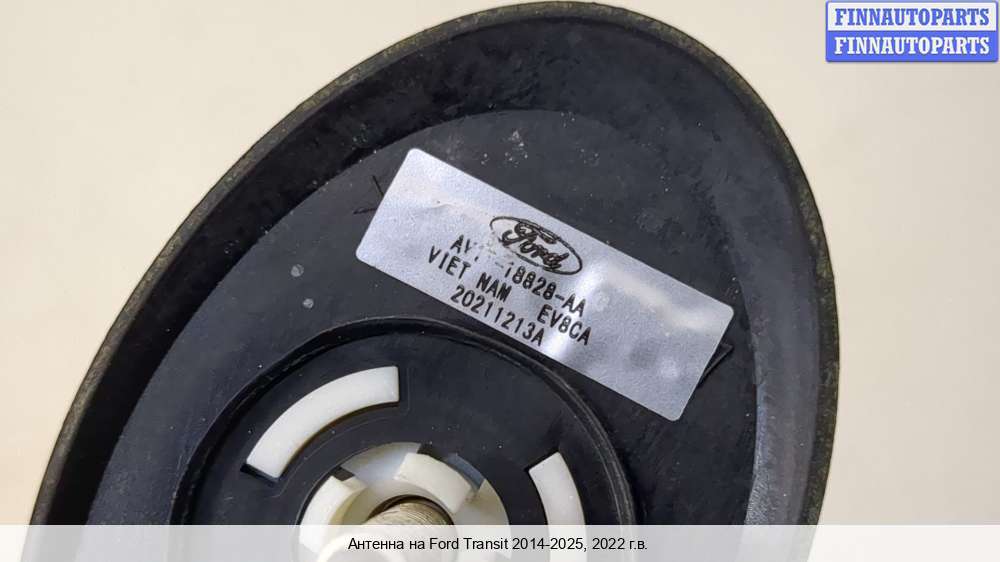 FINNAUTOPARTS
FINNAUTOPARTS
Ford
-18828-AA
VIET NAM EV8CA
20211213A
Антенна на Ford Transit 2014-2025, 2022 г.в.